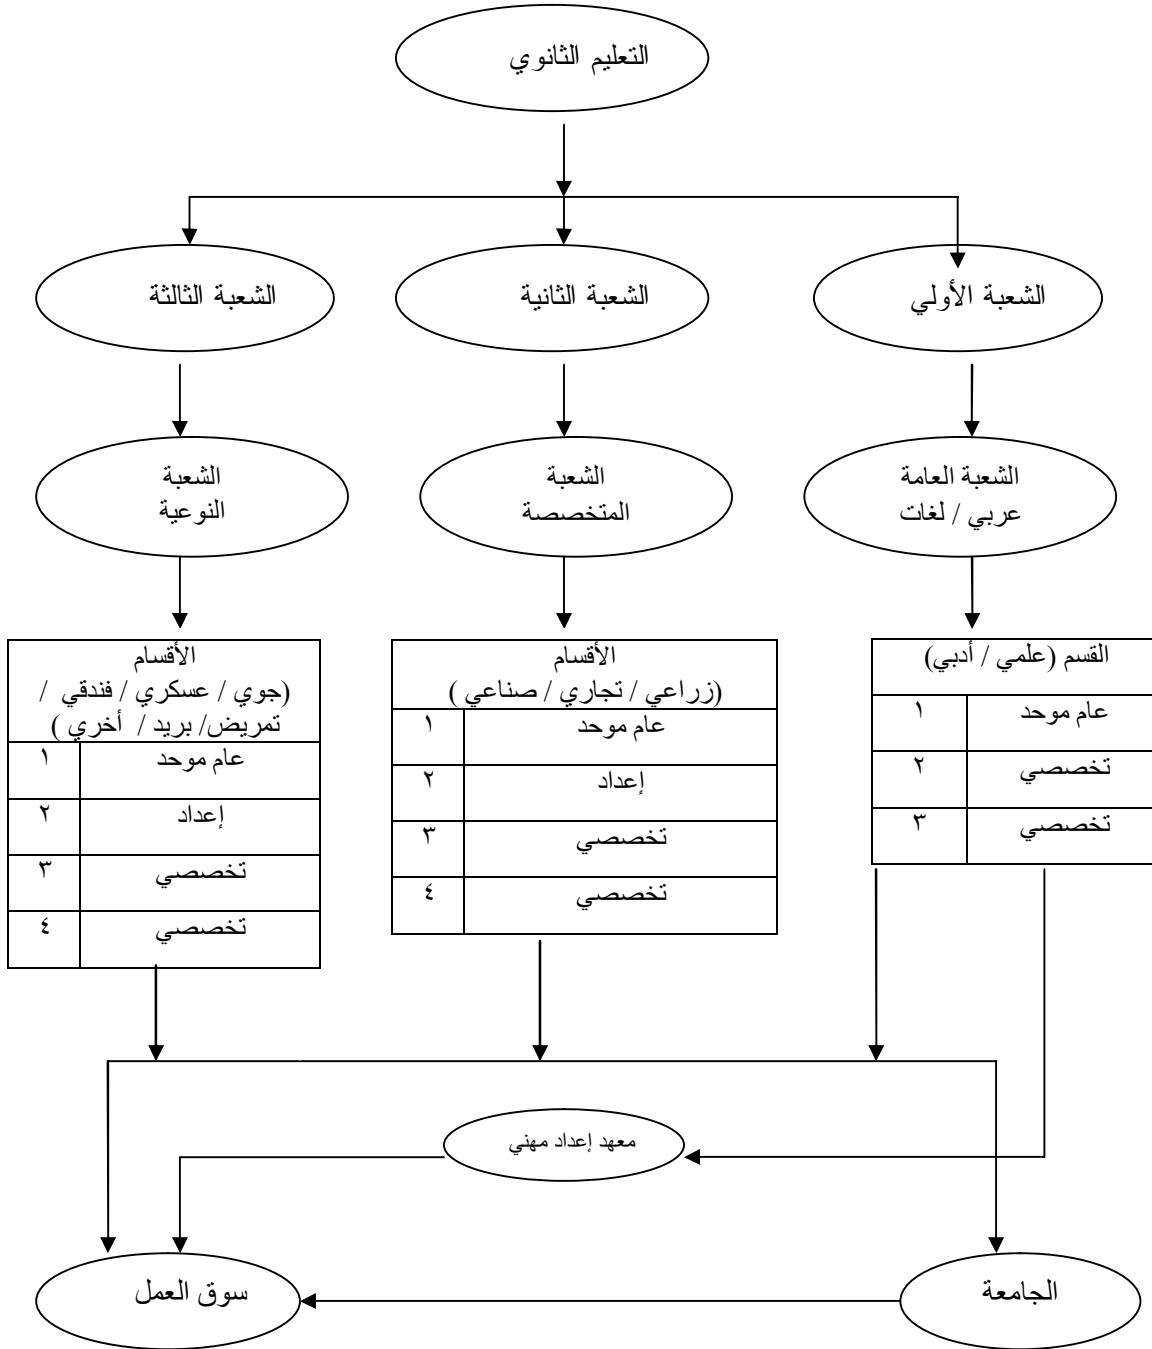 التعليم الثانوي
الشعبة الأولي
الشعبة الثانية
الشعبة الثالثة
الشعبة العامة
عربي / لغات
الشعبة
المتخصصة
الشعبة
النوعية
القسم (علمي / أدبي)
عام موحد ١
تخصصي ٢
تخصصي ٣
الأقسام
(زراعي / تجاري / صناعي )
عام موحد ١
إعداد ٢
تخصصي ٣
تخصصي ٤
الأقسام
(جوي / عسكري / فندقي /
تمريض/ بريد / أخري )
عام موحد ١
إعداد ٢
تخصصي ٣
تخصصي ٤
معهد إعداد مهني
الجامعة
سوق العمل